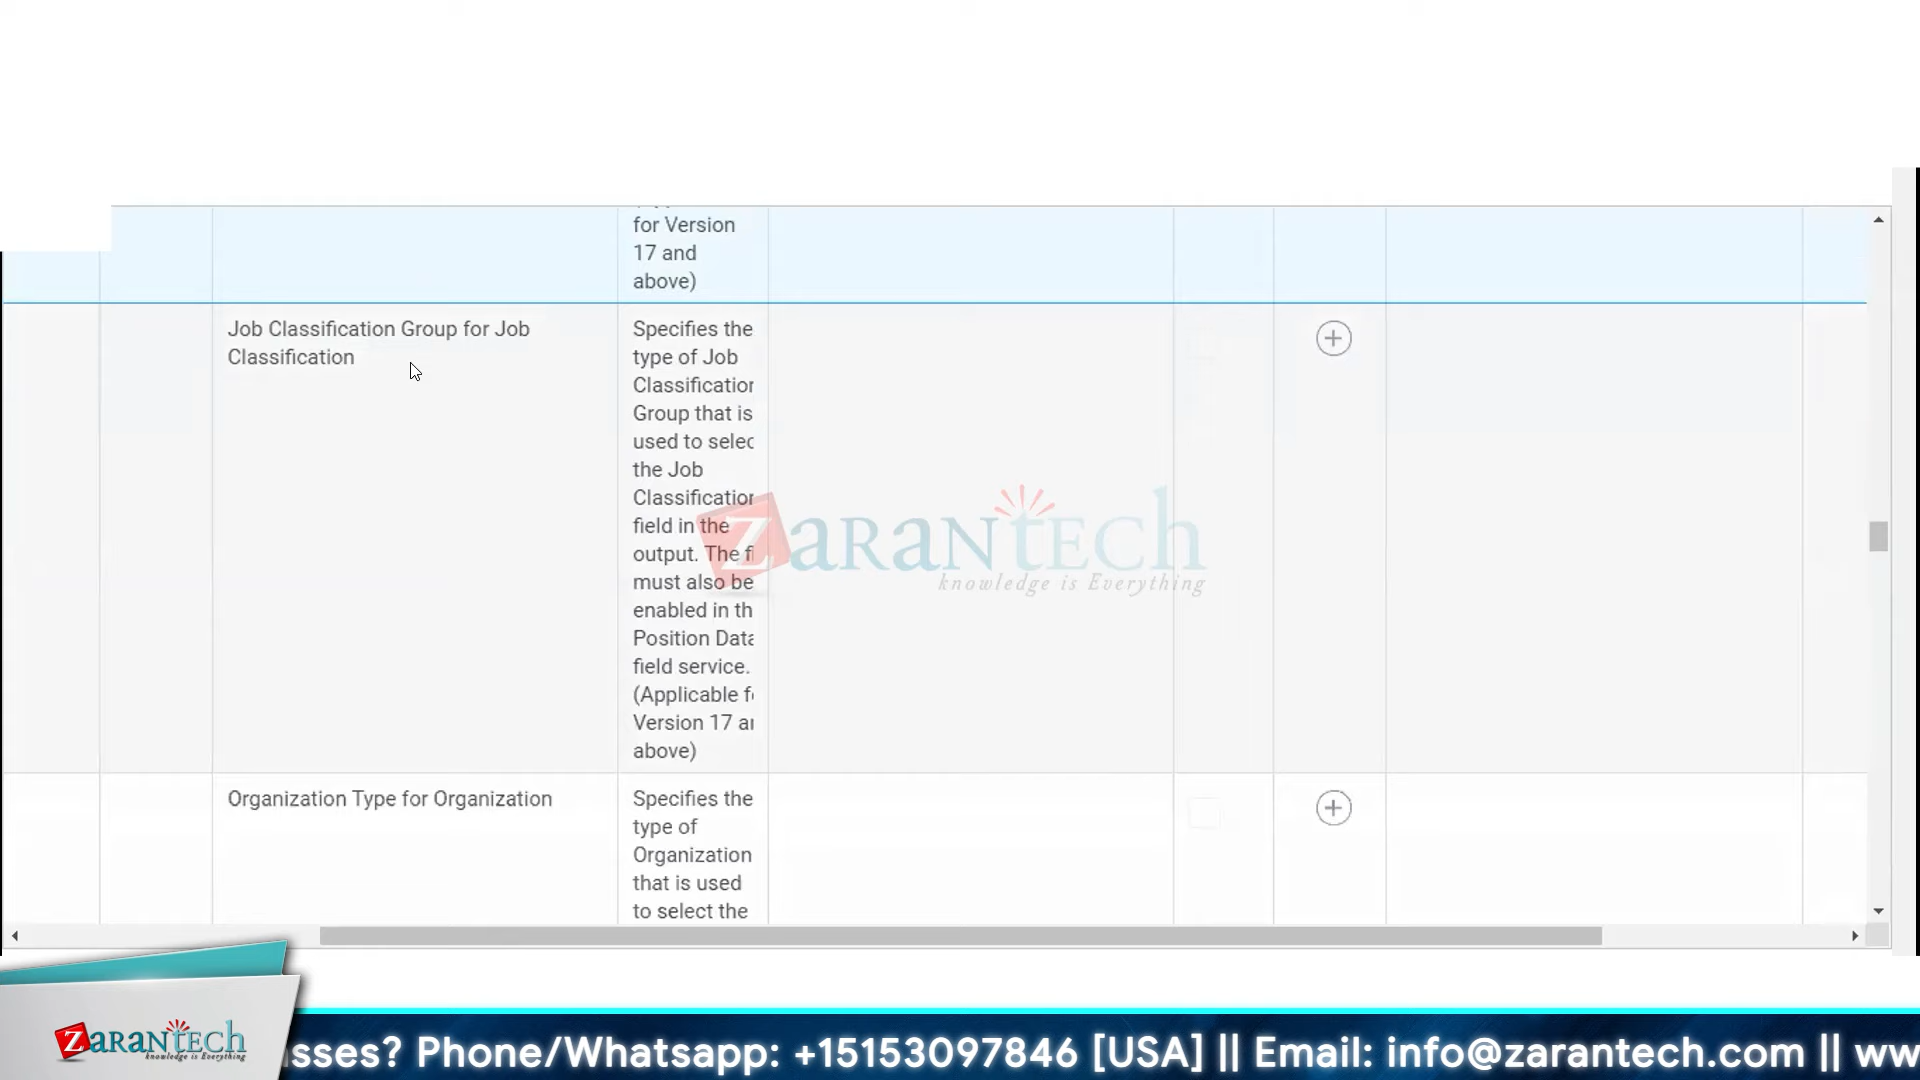 for Version
17 and
above)
Job Classification Group for Job
Classification
Specifies the
type of Job
Classification
Group that is
used to selec
the Job
Classification
field in the
output. The fi
must also be
enabled in th
Position Data
field service.
(Applicable f
Version 17 a
above)
Organization Type for Organization
Specifies the
type of
Organization
that is used
to select the
ZaranTech
knowledge is Everything
ZaranTech
knowledge is Everything
sses? Phone/Whatsapp: +15153097846 [USA] || Email: info@zarantech.com || ww